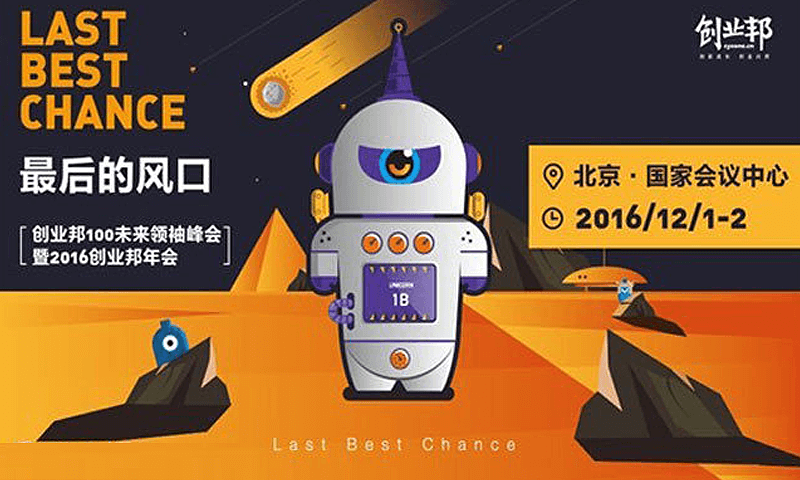 LAST
BEST
CHANCE
最后的风口
创业邦100未来领袖峰会
暨2016创业邦年会
创业邦
cyzone.cn
北京·国家会议中心
2016/12/1-2
UNICORN
1B
Last Best Chance